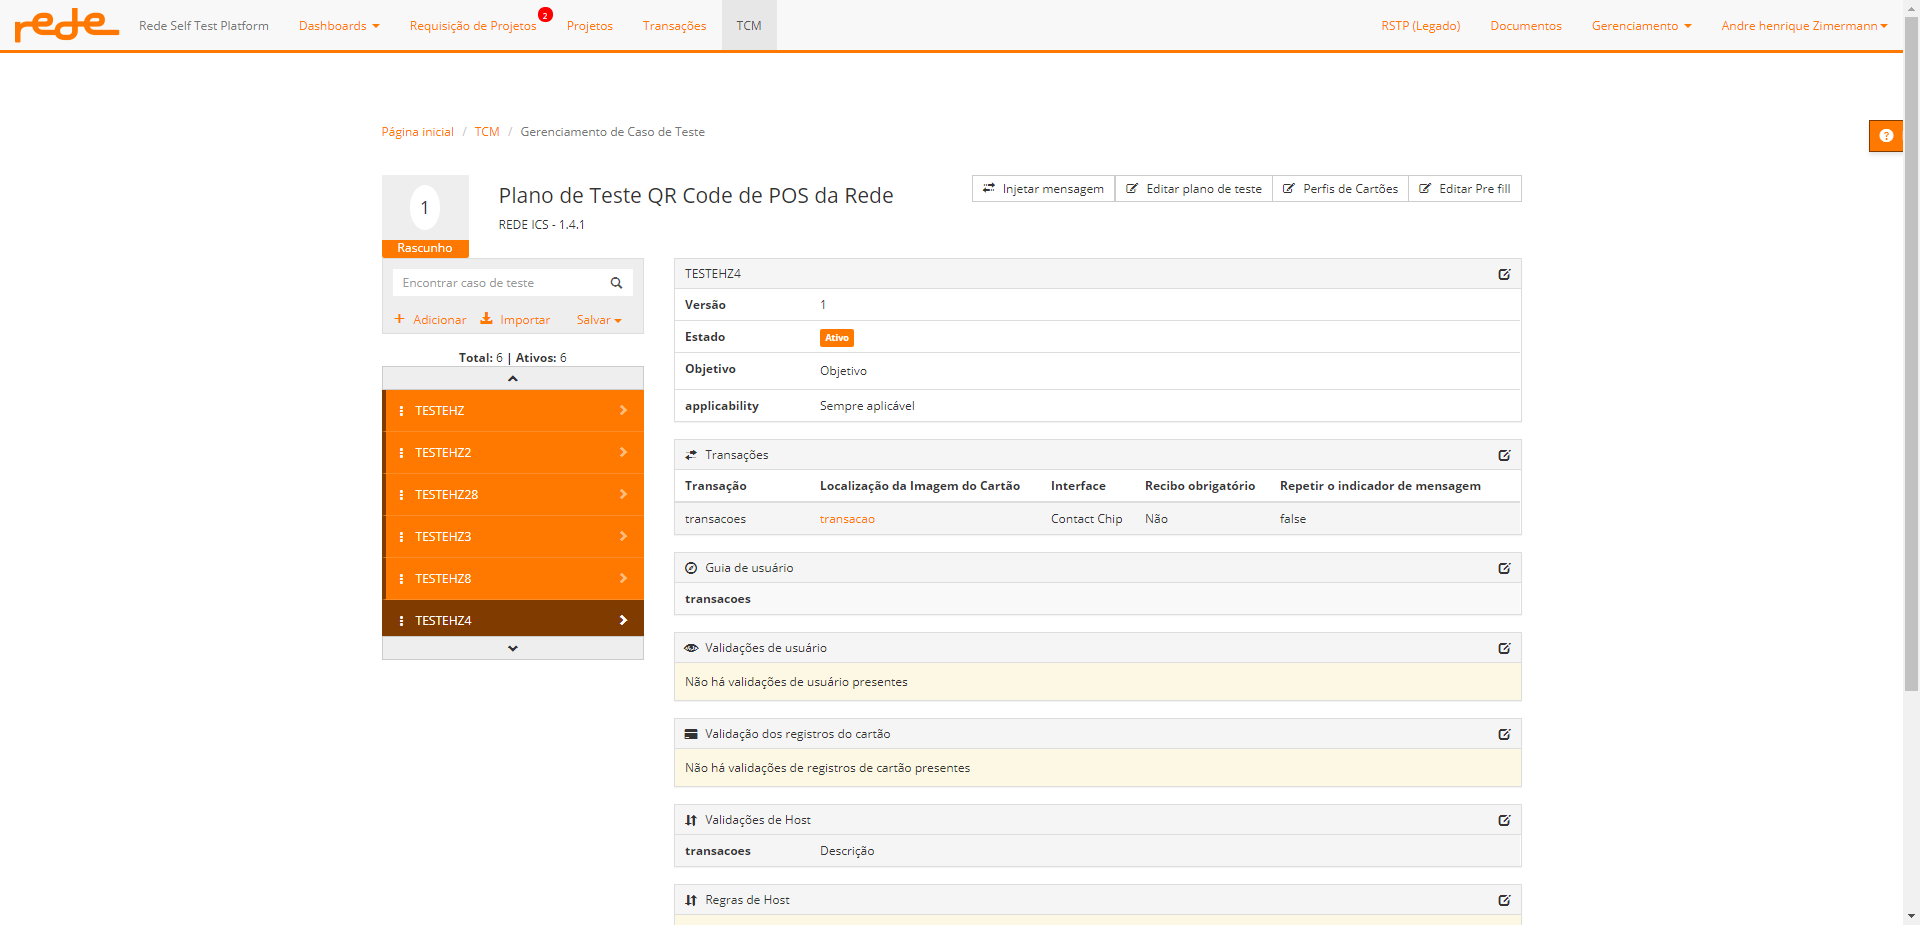 rede Rede Self Test Platform Dashboards Requisição de Projetos 2 Projetos Transações TCM RSTP (Legado) Documentos Gerenciamento Andre henrique Zimermann
Página inicial / TCM / Gerenciamento de Caso de Teste
1
Rascunho
Plano de Teste QR Code de POS da Rede
REDE ICS - 1.4.1
Injetar mensagem Editar plano de teste Perfis de Cartões Editar Pre fill
Encontrar caso de teste
+ Adicionar Importar Salvar
Total: 6 | Ativos: 6
TESTEHZ
TESTEHZ2
TESTEHZ28
TESTEHZ3
TESTEHZ8
TESTEHZ4
TESTEHZ4
Versão 1
Estado Ativo
Objetivo Objetivo
applicability Sempre aplicável
Transações
Transação Localização da Imagem do Cartão Interface Recibo obrigatório Repetir o indicador de mensagem
transacoes transacao Contact Chip Não false
Guia de usuário
transacoes
Validações de usuário
Não há validações de usuário presentes
Validação dos registros do cartão
Não há validações de registros de cartão presentes
Validações de Host
transacoes Descrição
Regras de Host